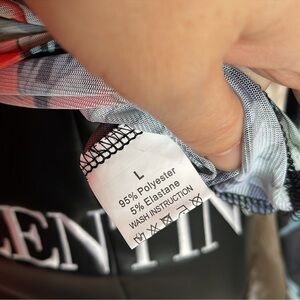 L
95% Polyester
5% Elastane
WASH INSTRUCTION
LENTIN